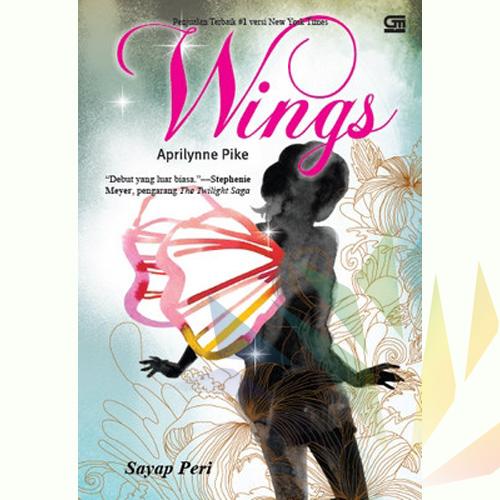 Penjualan Terbaik #1 versi New York Times
GM
Wings
Aprilynne Pike
“Debut yang luar biasa.”—Stephenie
Meyer, pengarang The Twilight Saga
Sayap Peri